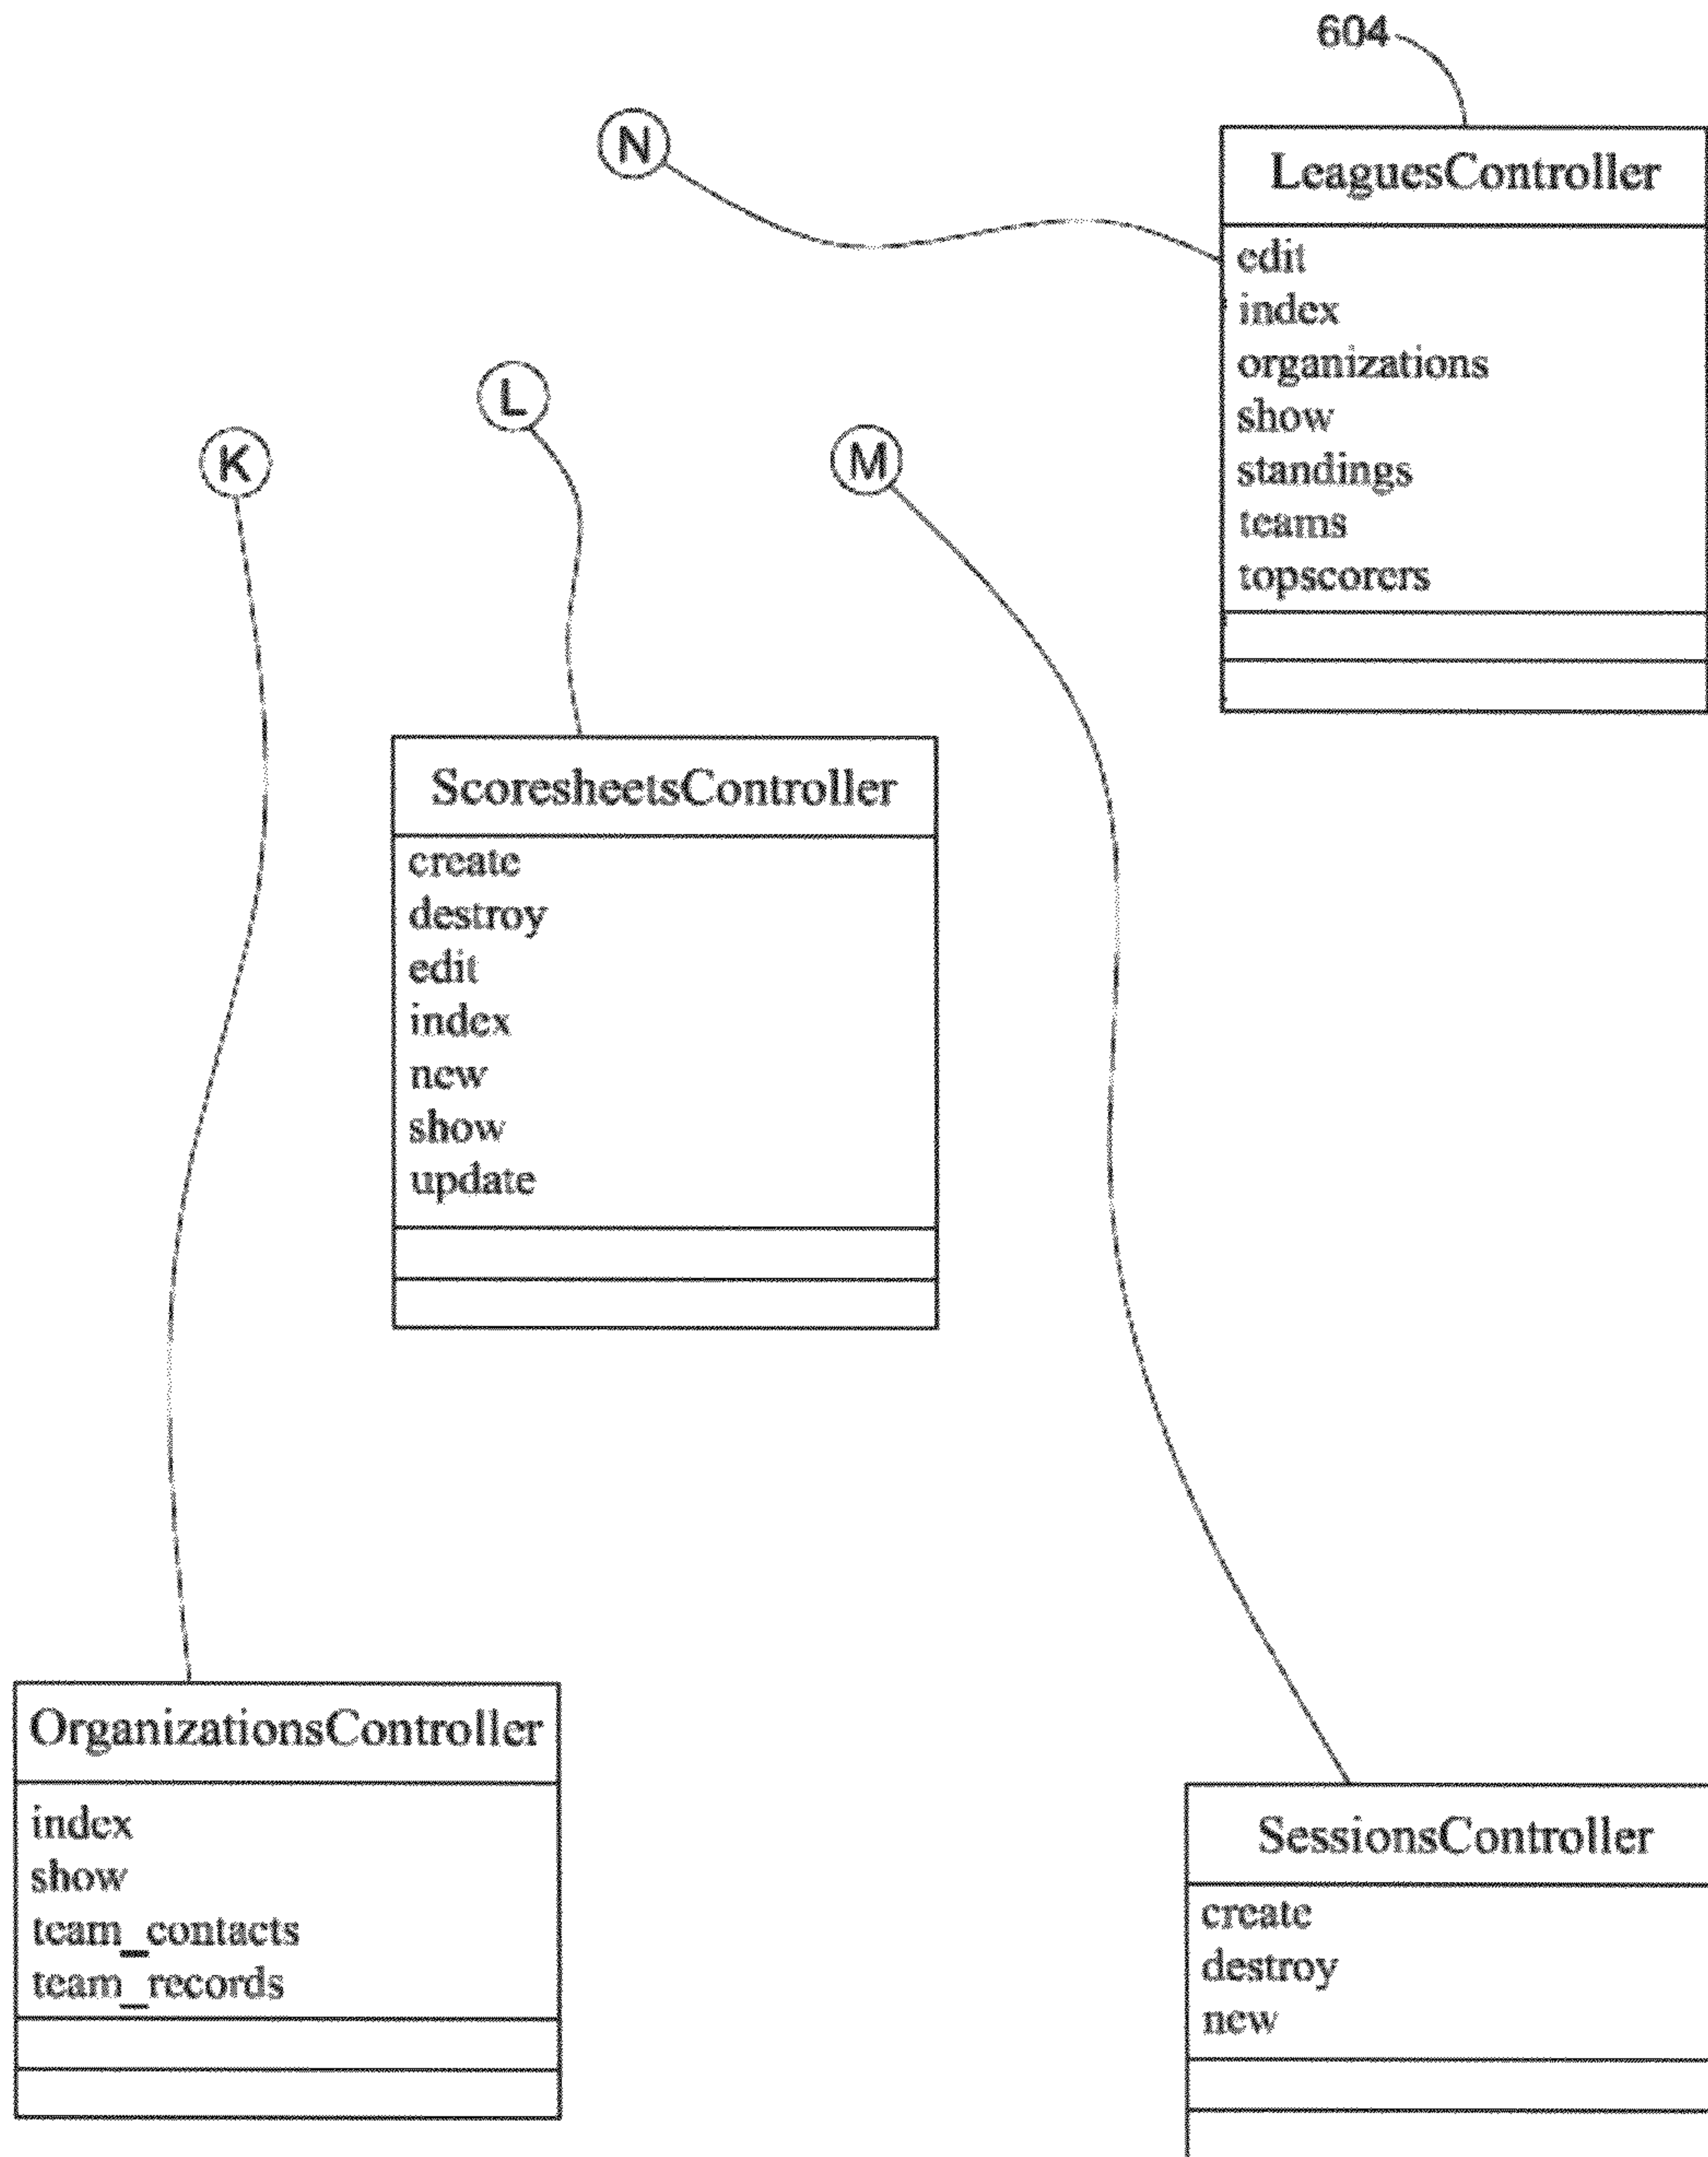 604
N
LeaguesController
edit
index
organizations
show
standings
teams
topscorers
L
K
M
ScoresheetsController
create
destroy
edit
index
new
show
update
OrganizationsController
index
show
team_contacts
team_records
SessionsController
create
destroy
new